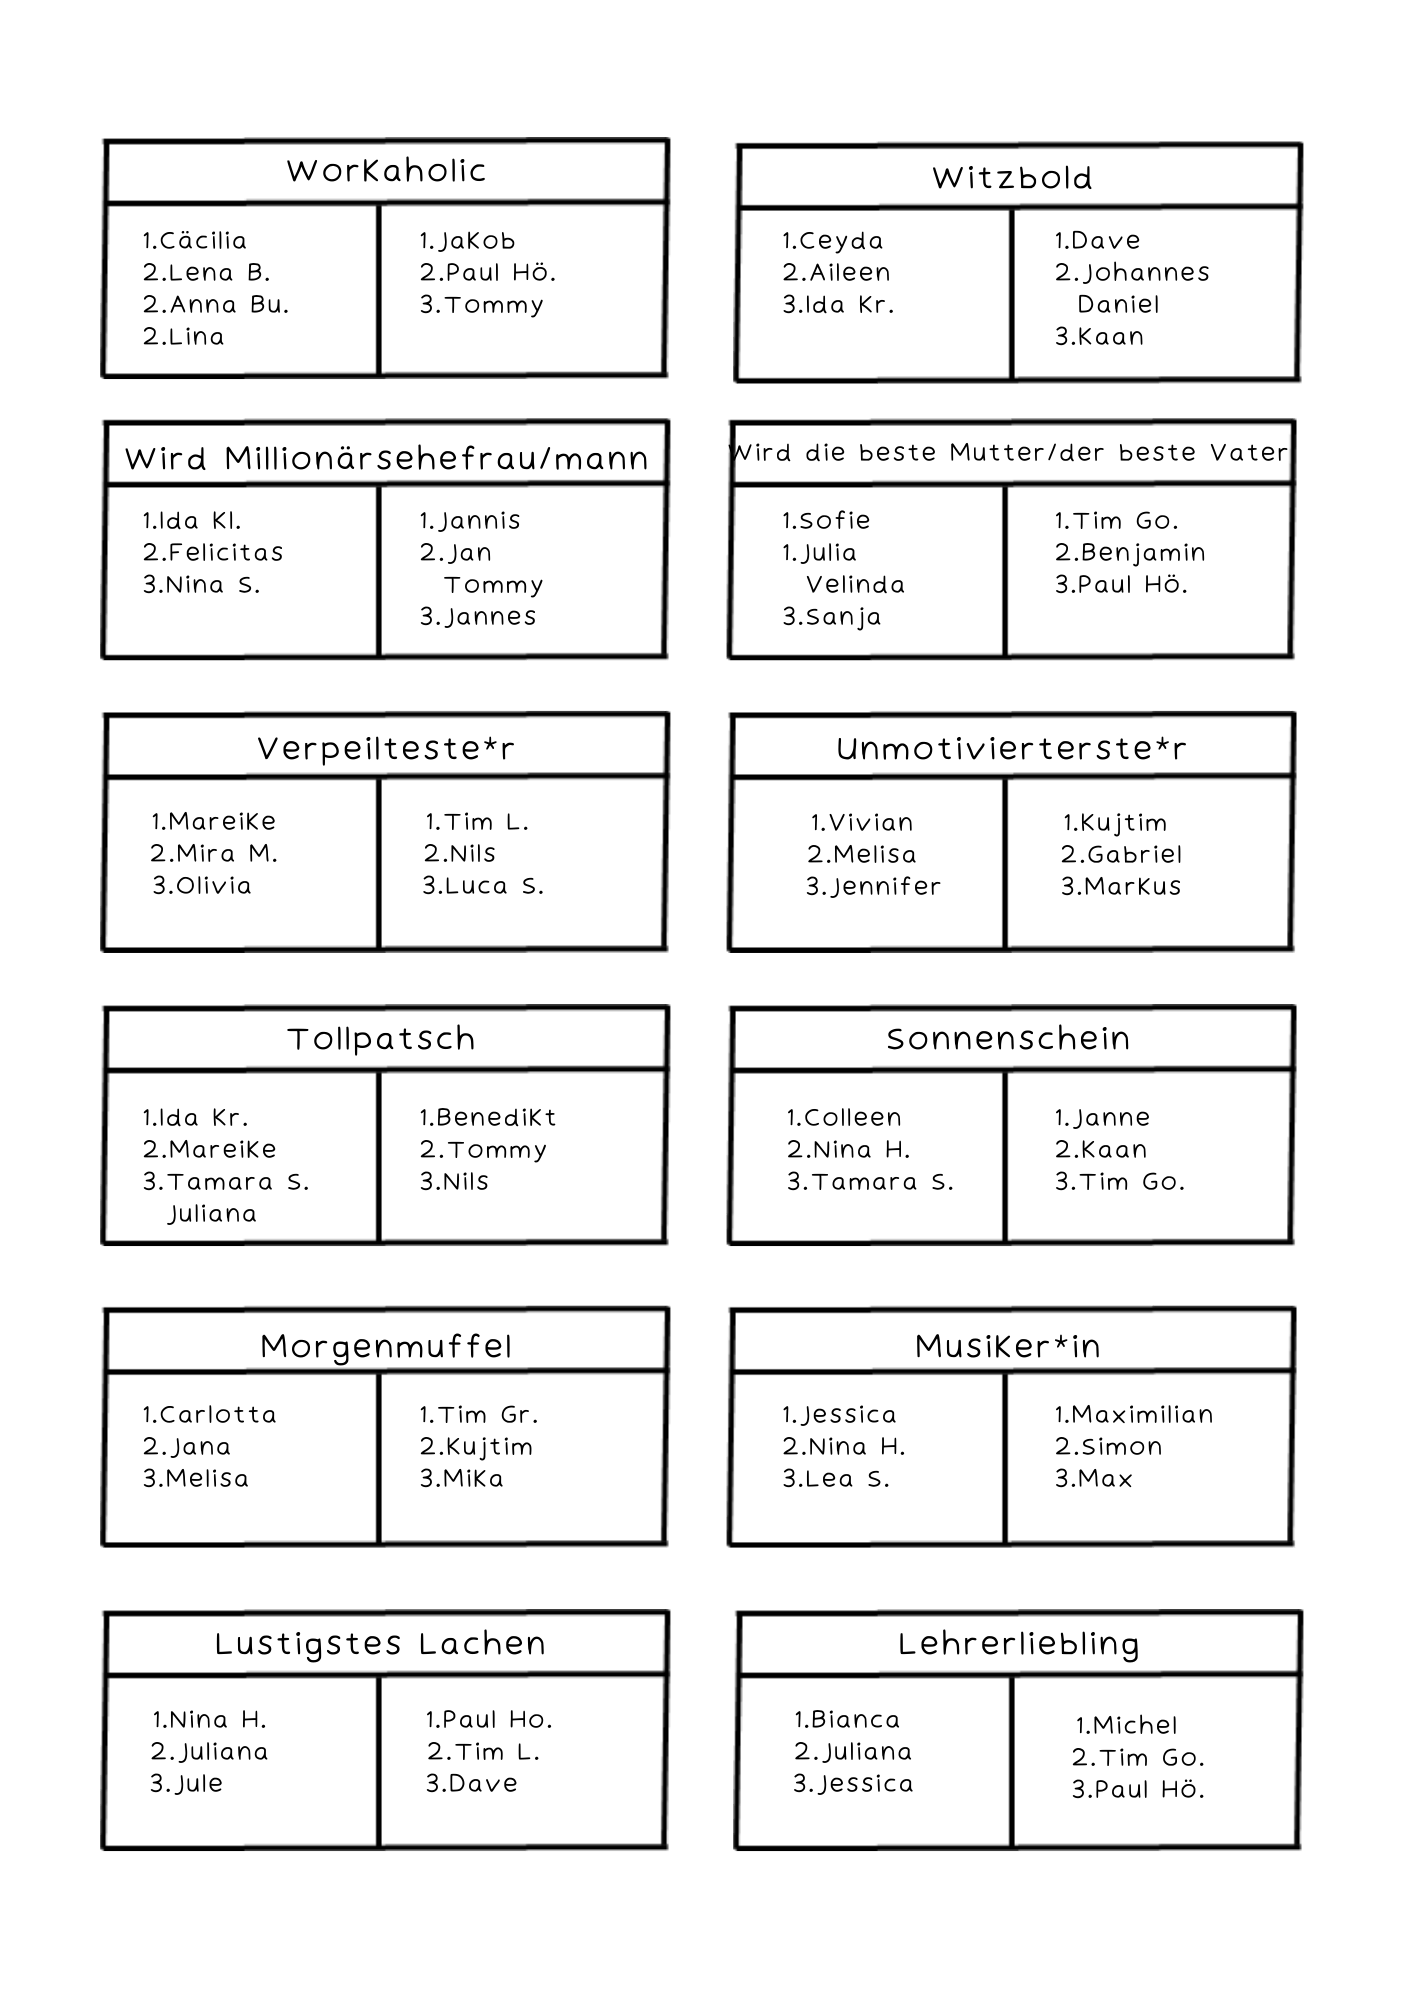 Workaholic
1.Cäcilia
2.Lena B.
2.Anna Bu.
2.Lina
1.Jakob
2.Paul Hö.
3.Tommy
Witzbold
1.Ceyda
2.Aileen
3.Ida Kr.
1.Dave
2.Johannes
Daniel
3.Kaan
Wird Millionärsehefrau/mann
1.Ida Kl.
2.Felicitas
3.Nina S.
1.Jannis
2.Jan
Tommy
3.Jannes
Wird die beste Mutter/der beste Vater
1.Sofie
1.Julia
Velinda
3.Sanja
1.Tim Go.
2.Benjamin
3.Paul Hö.
Verpeilteste*r
1.Mareike
2.Mira M.
3.Olivia
1.Tim L.
2.Nils
3.Luca S.
Unmotivierterste*r
1.Vivian
2.Melisa
3.Jennifer
1.Kujtim
2.Gabriel
3.Markus
Tollpatsch
1.Ida Kr.
2.Mareike
3.Tamara S.
Juliana
1.Benedikt
2.Tommy
3.Nils
Sonnenschein
1.Colleen
2.Nina H.
3.Tamara S.
1.Janne
2.Kaan
3.Tim Go.
Morgenmuffel
1.Carlotta
2.Jana
3.Melisa
1.Tim Gr.
2.Kujtim
3.Mika
Musiker*in
1.Jessica
2.Nina H.
3.Lea S.
1.Maximilian
2.Simon
3.Max
Lustigstes Lachen
1.Nina H.
2.Juliana
3.Jule
1.Paul Ho.
2.Tim L.
3.Dave
Lehrerliebling
1.Bianca
2.Juliana
3.Jessica
1.Michel
2.Tim Go.
3.Paul Hö.